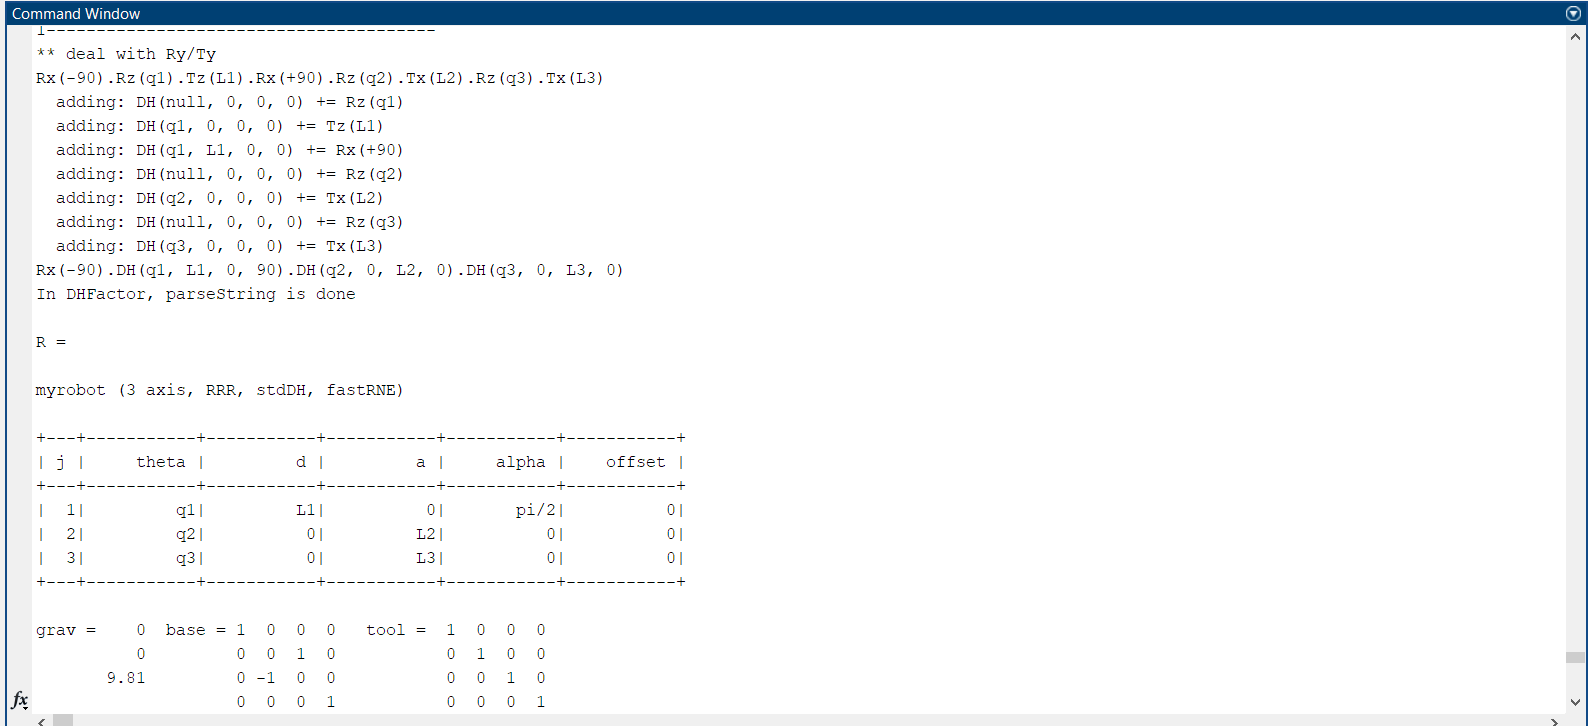 Command Window
1---------------------------------------
** deal with Ry/Ty
Rx(-90).Rz(q1).Tz(L1).Rx(+90).Rz(q2).Tx(L2).Rz(q3).Tx(L3)
  adding: DH(null, 0, 0, 0) += Rz(q1)
  adding: DH(q1, 0, 0, 0) += Tz(L1)
  adding: DH(q1, L1, 0, 0) += Rx(+90)
  adding: DH(null, 0, 0, 0) += Rz(q2)
  adding: DH(q2, 0, 0, 0) += Tx(L2)
  adding: DH(null, 0, 0, 0) += Rz(q3)
  adding: DH(q3, 0, 0, 0) += Tx(L3)
Rx(-90).DH(q1, L1, 0, 90).DH(q2, 0, L2, 0).DH(q3, 0, L3, 0)
In DHFactor, parseString is done
R =
myrobot (3 axis, RRR, stdDH, fastRNE)
+---+-----------+-----------+-----------+-----------+-----------+
| j |     theta |         d |         a |     alpha |    offset |
+---+-----------+-----------+-----------+-----------+-----------+
|  1|         q1|         L1|          0|       pi/2|          0|
|  2|         q2|          0|         L2|          0|          0|
|  3|         q3|          0|         L3|          0|          0|
+---+-----------+-----------+-----------+-----------+-----------+
grav =    0  base = 1  0  0  0   tool =  1  0  0  0
          0         0  0  1  0           0  1  0  0
       9.81         0 -1  0  0           0  0  1  0
                    0  0  0  1           0  0  0  1
fx